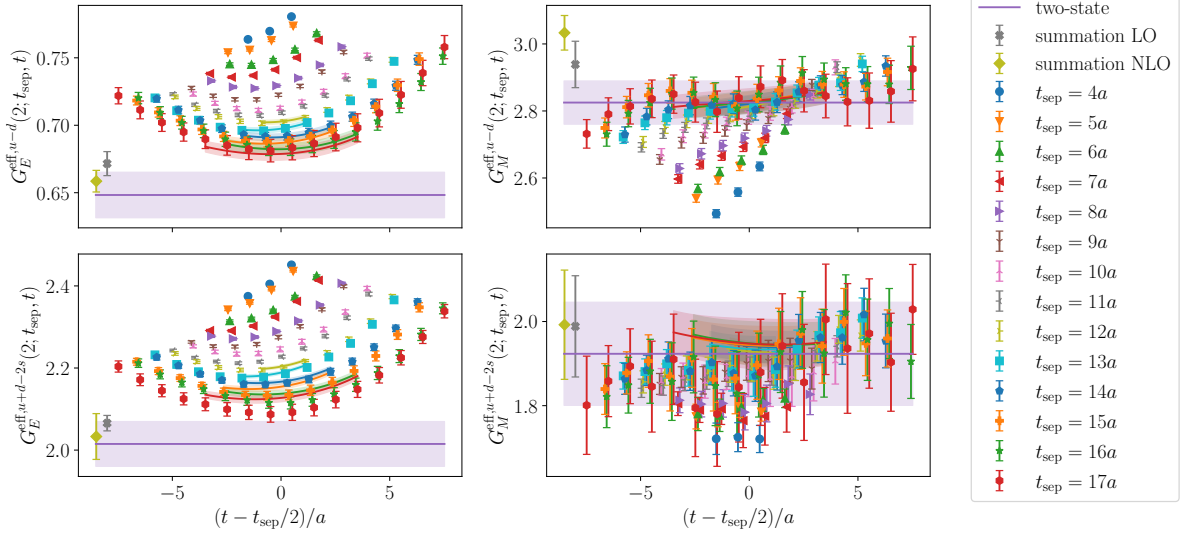 0.75
0.70
0.65
G_E^{eff,u−d}(2; t_sep, t)
3.0
2.8
2.6
G_M^{eff,u−d}(2; t_sep, t)
2.4
2.2
2.0
G_E^{eff,u+d−2s}(2; t_sep, t)
−5
0
5
(t − t_sep/2)/a
2.0
1.8
G_M^{eff,u+d−2s}(2; t_sep, t)
−5
0
5
(t − t_sep/2)/a
two-state
summation LO
summation NLO
t_sep = 4a
t_sep = 5a
t_sep = 6a
t_sep = 7a
t_sep = 8a
t_sep = 9a
t_sep = 10a
t_sep = 11a
t_sep = 12a
t_sep = 13a
t_sep = 14a
t_sep = 15a
t_sep = 16a
t_sep = 17a